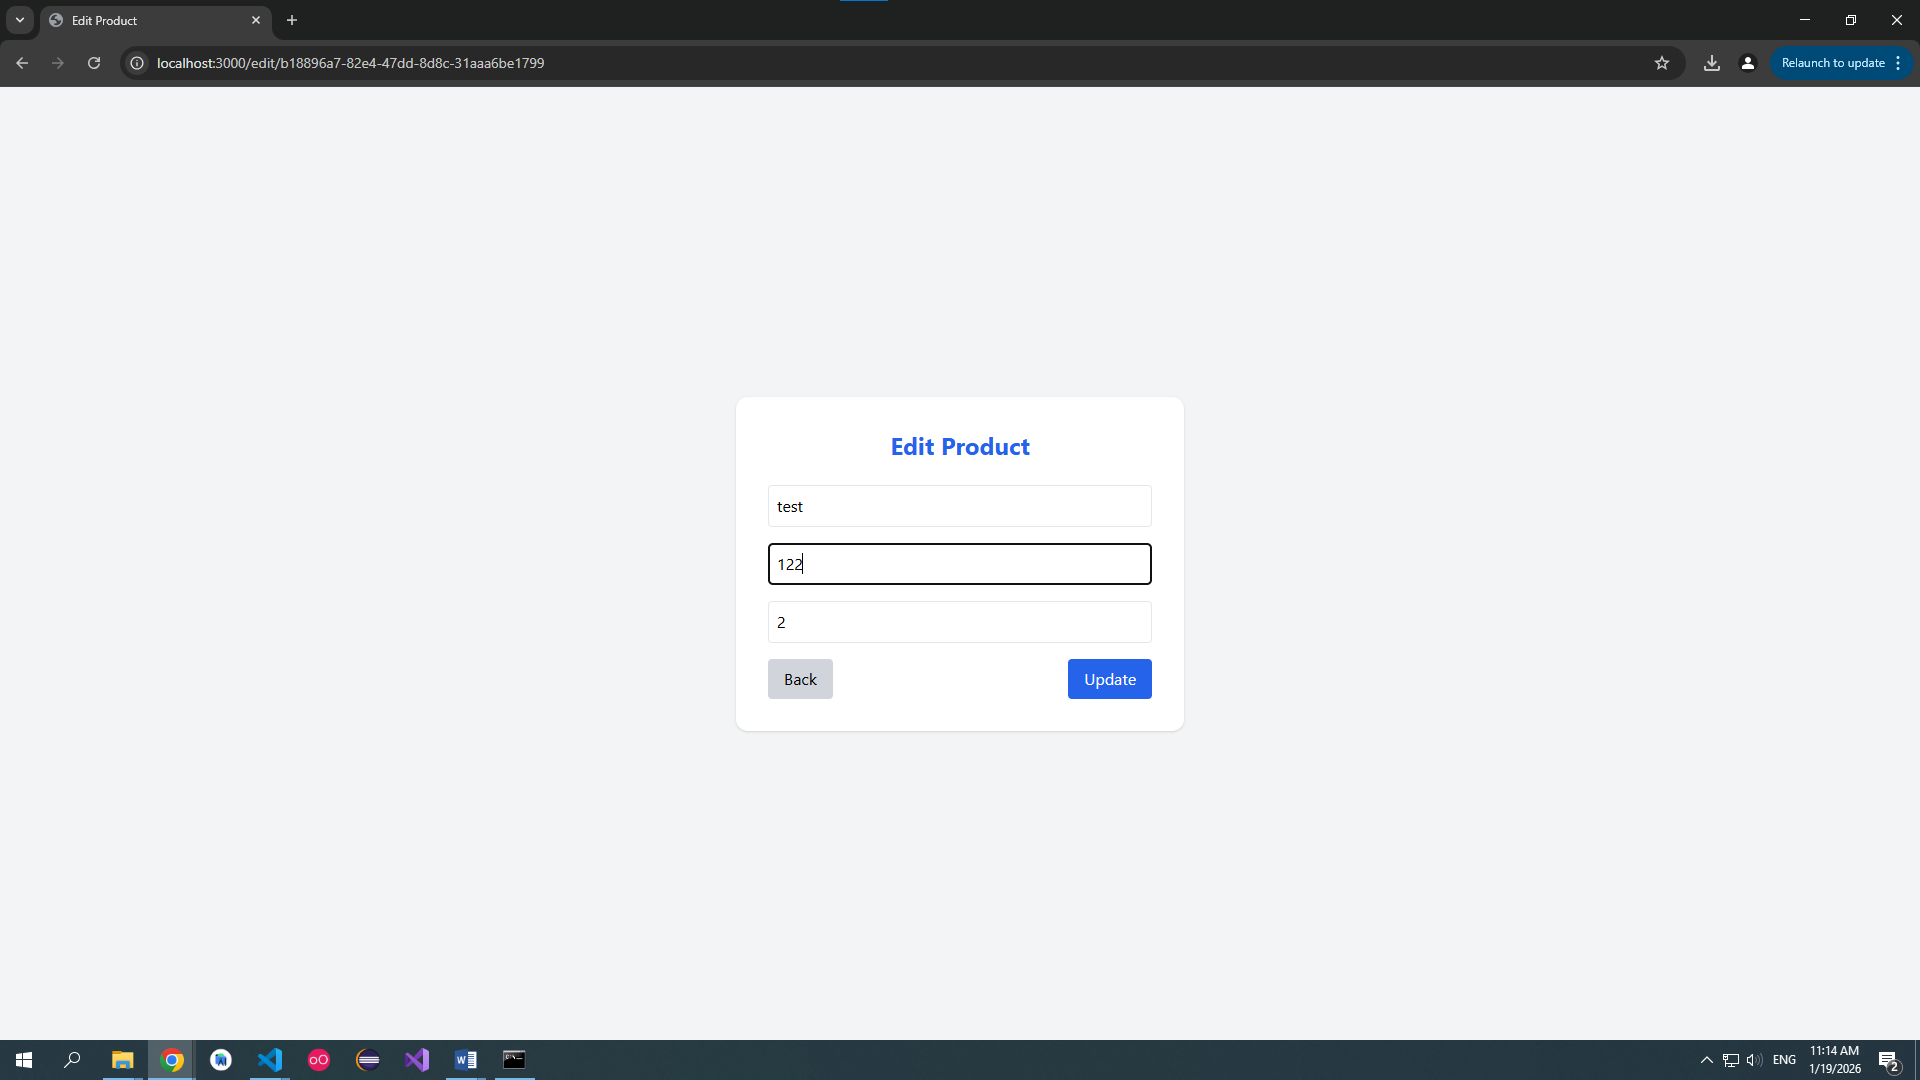 Edit Product
localhost:3000/edit/b18896a7-82e4-47dd-8d8c-31aaa6be1799
Relaunch to update
Edit Product
test
122
2
Back
Update
ENG
11:14 AM
1/19/2026
2